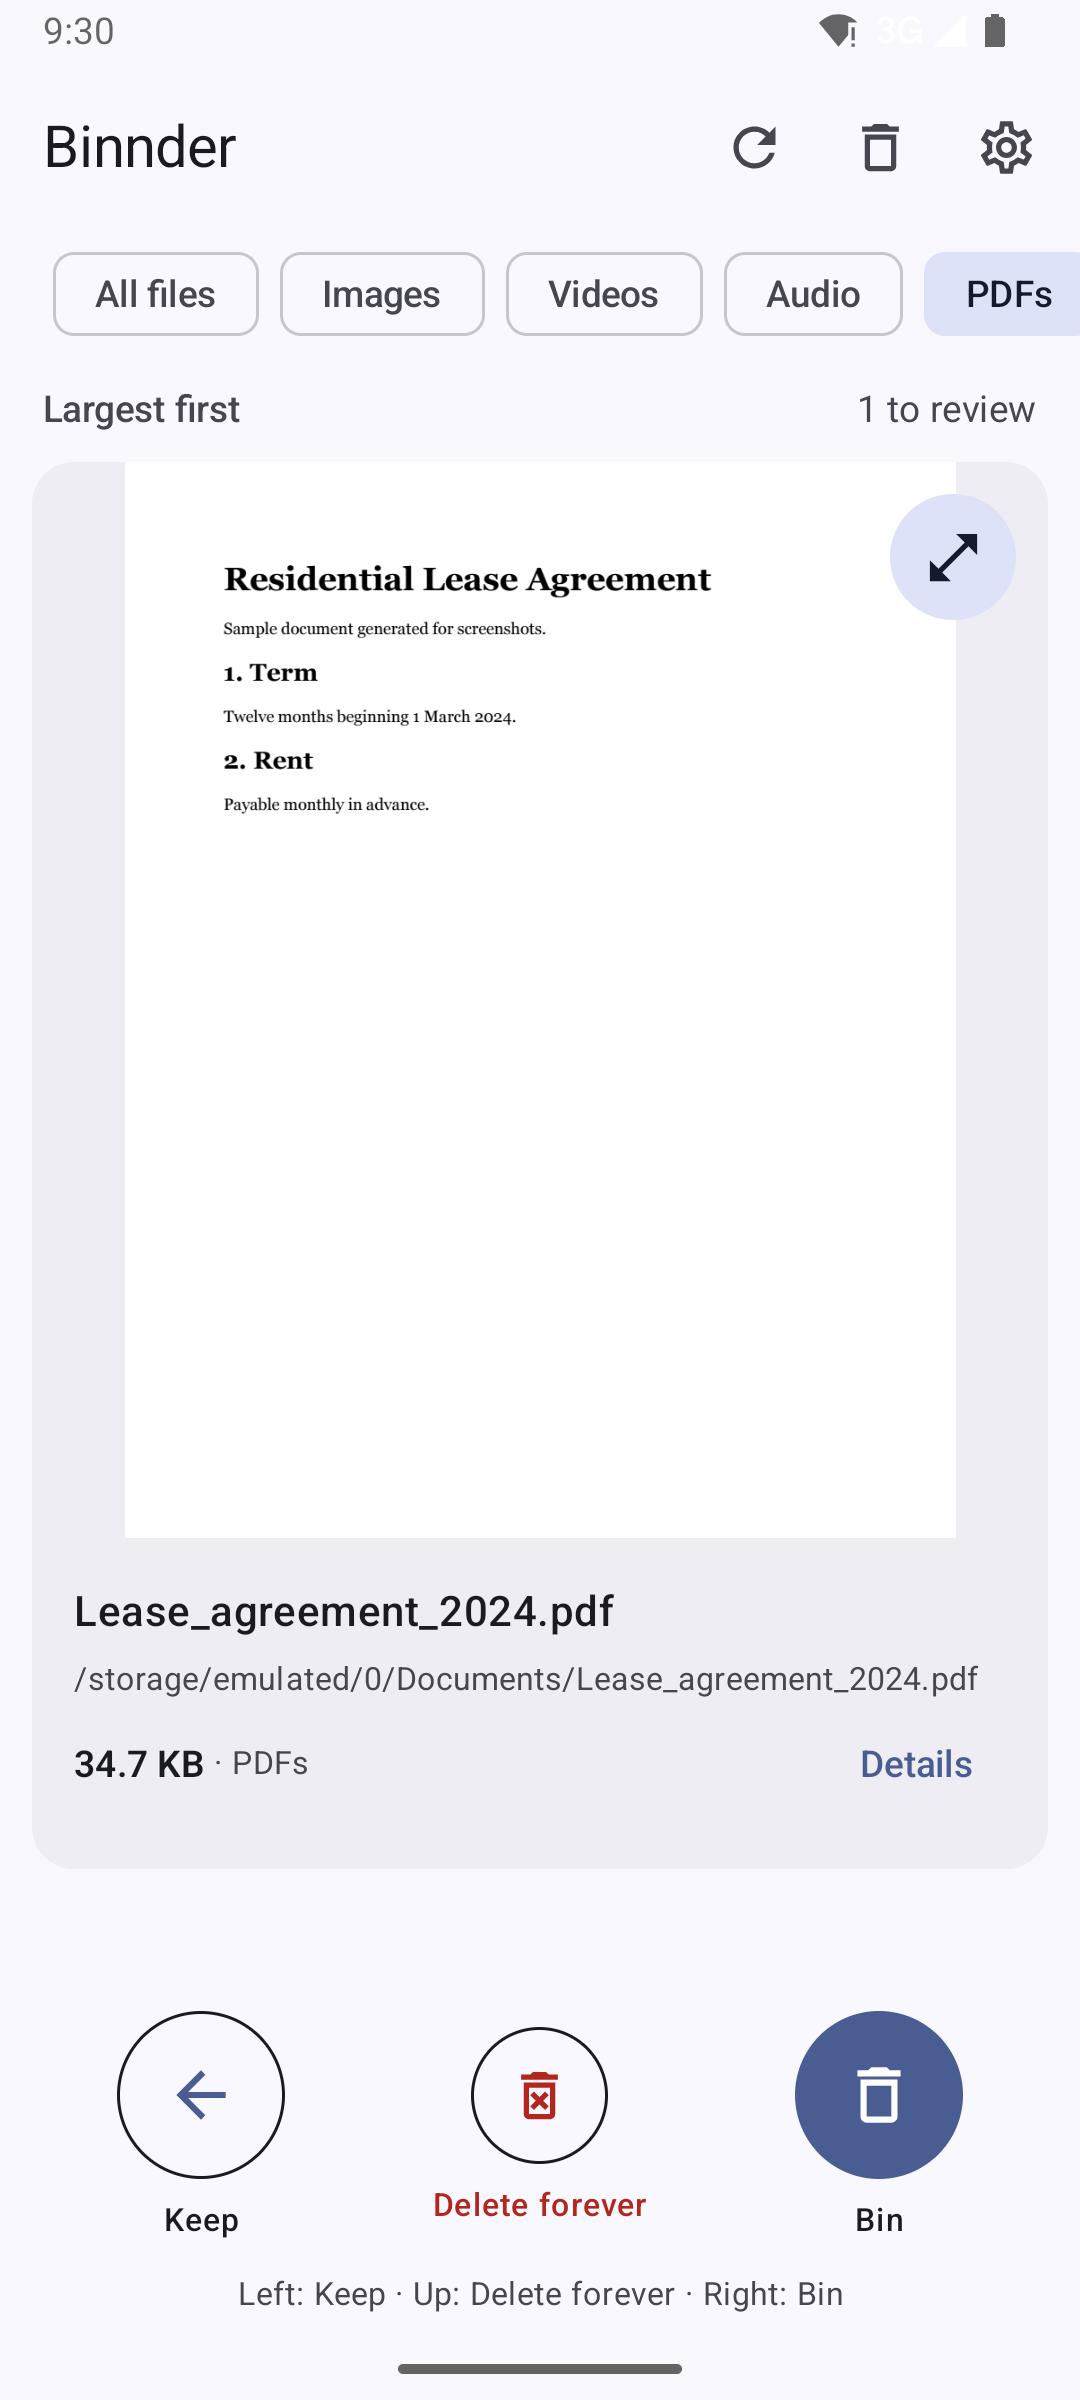 9:30
3G
Binnder
All files
Images
Videos
Audio
PDFs
Largest first
1 to review
Residential Lease Agreement
Sample document generated for screenshots.
1. Term
Twelve months beginning 1 March 2024.
2. Rent
Payable monthly in advance.
Lease_agreement_2024.pdf
/storage/emulated/0/Documents/Lease_agreement_2024.pdf
34.7 KB · PDFs
Details
Keep
Delete forever
Bin
Left: Keep · Up: Delete forever · Right: Bin